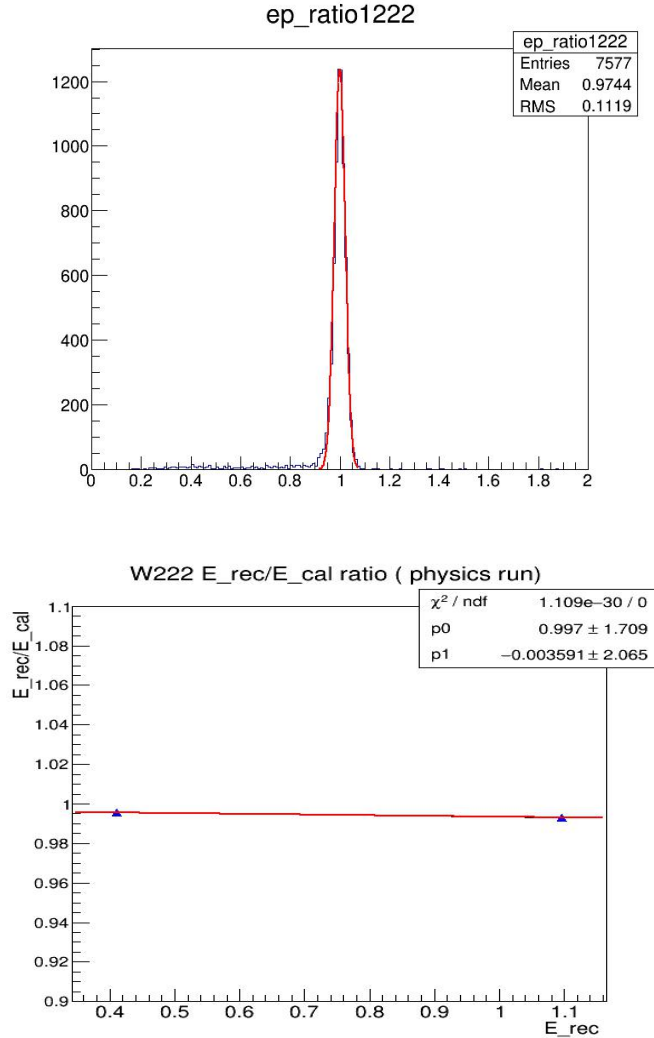 ep_ratio1222
ep_ratio1222
Entries 7577
Mean 0.9744
RMS 0.1119
1200
1000
800
600
400
200
0
0 0.2 0.4 0.6 0.8 1 1.2 1.4 1.6 1.8 2
W222 E_rec/E_cal ratio ( physics run)
χ² / ndf 1.109e−30 / 0
p0 0.997 ± 1.709
p1 −0.003591 ± 2.065
E_rec/E_cal
1.1
1.08
1.06
1.04
1.02
1
0.98
0.96
0.94
0.92
0.9
0.4 0.5 0.6 0.7 0.8 0.9 1 1.1
E_rec